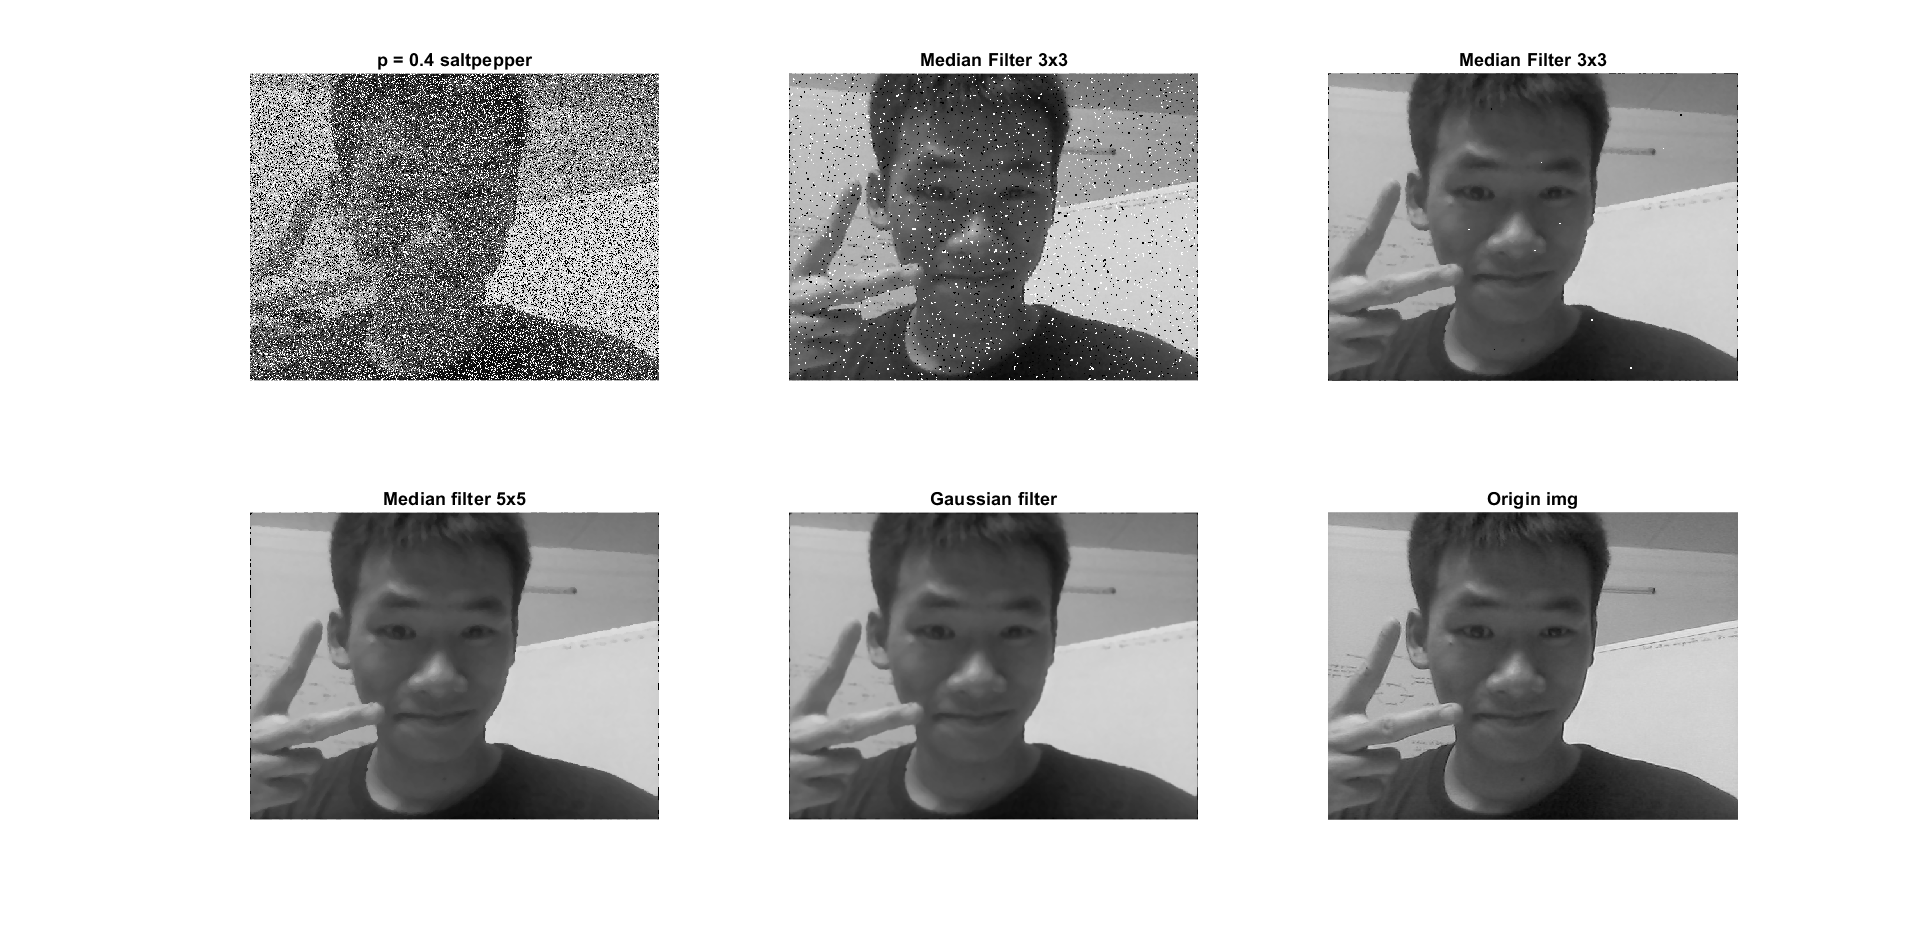 p = 0.4 saltpepper
Median Filter 3x3
Median Filter 3x3
Median filter 5x5
Gaussian filter
Origin img